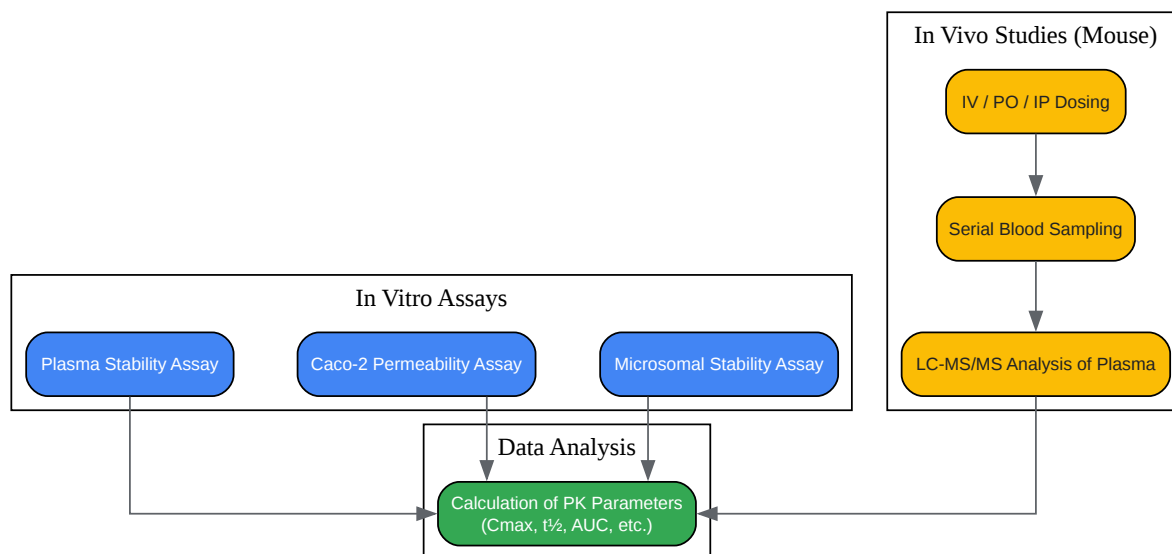 In Vivo Studies (Mouse)
IV / PO / IP Dosing
Serial Blood Sampling
LC-MS/MS Analysis of Plasma
In Vitro Assays
Plasma Stability Assay
Caco-2 Permeability Assay
Microsomal Stability Assay
Data Analysis
Calculation of PK Parameters
(Cmax, t½, AUC, etc.)